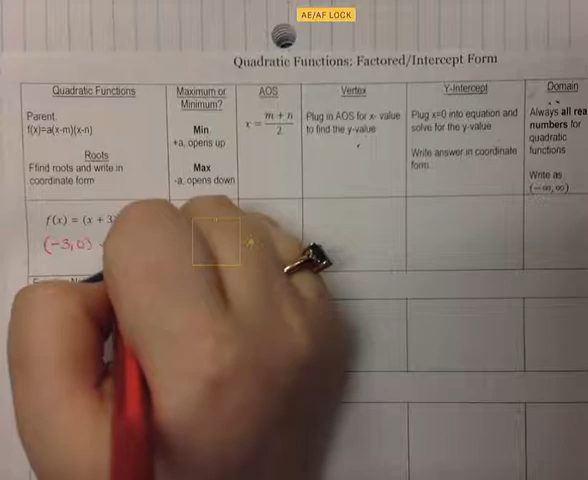 AE/AF LOCK
Quadratic Functions: Factored/Intercept Form
Quadratic Functions
Parent.
f(x)=a(x-m)(x-n)
Roots
Ffind roots and write in
coordinate form
Maximum or
Minimum?
Min
+a, opens up
Max
-a, opens down
AOS
x = m + n / 2
Vertex
Plug in AOS for x- value
to find the y-value
Y-Intercept
Plug x=0 into equation and
solve for the y-value
Write answer in coordinate
form.
Domain
Always all rea
numbers for
quadratic
functions
Write as
(−∞, ∞)
f(x) = (x + 3
(-3,0)